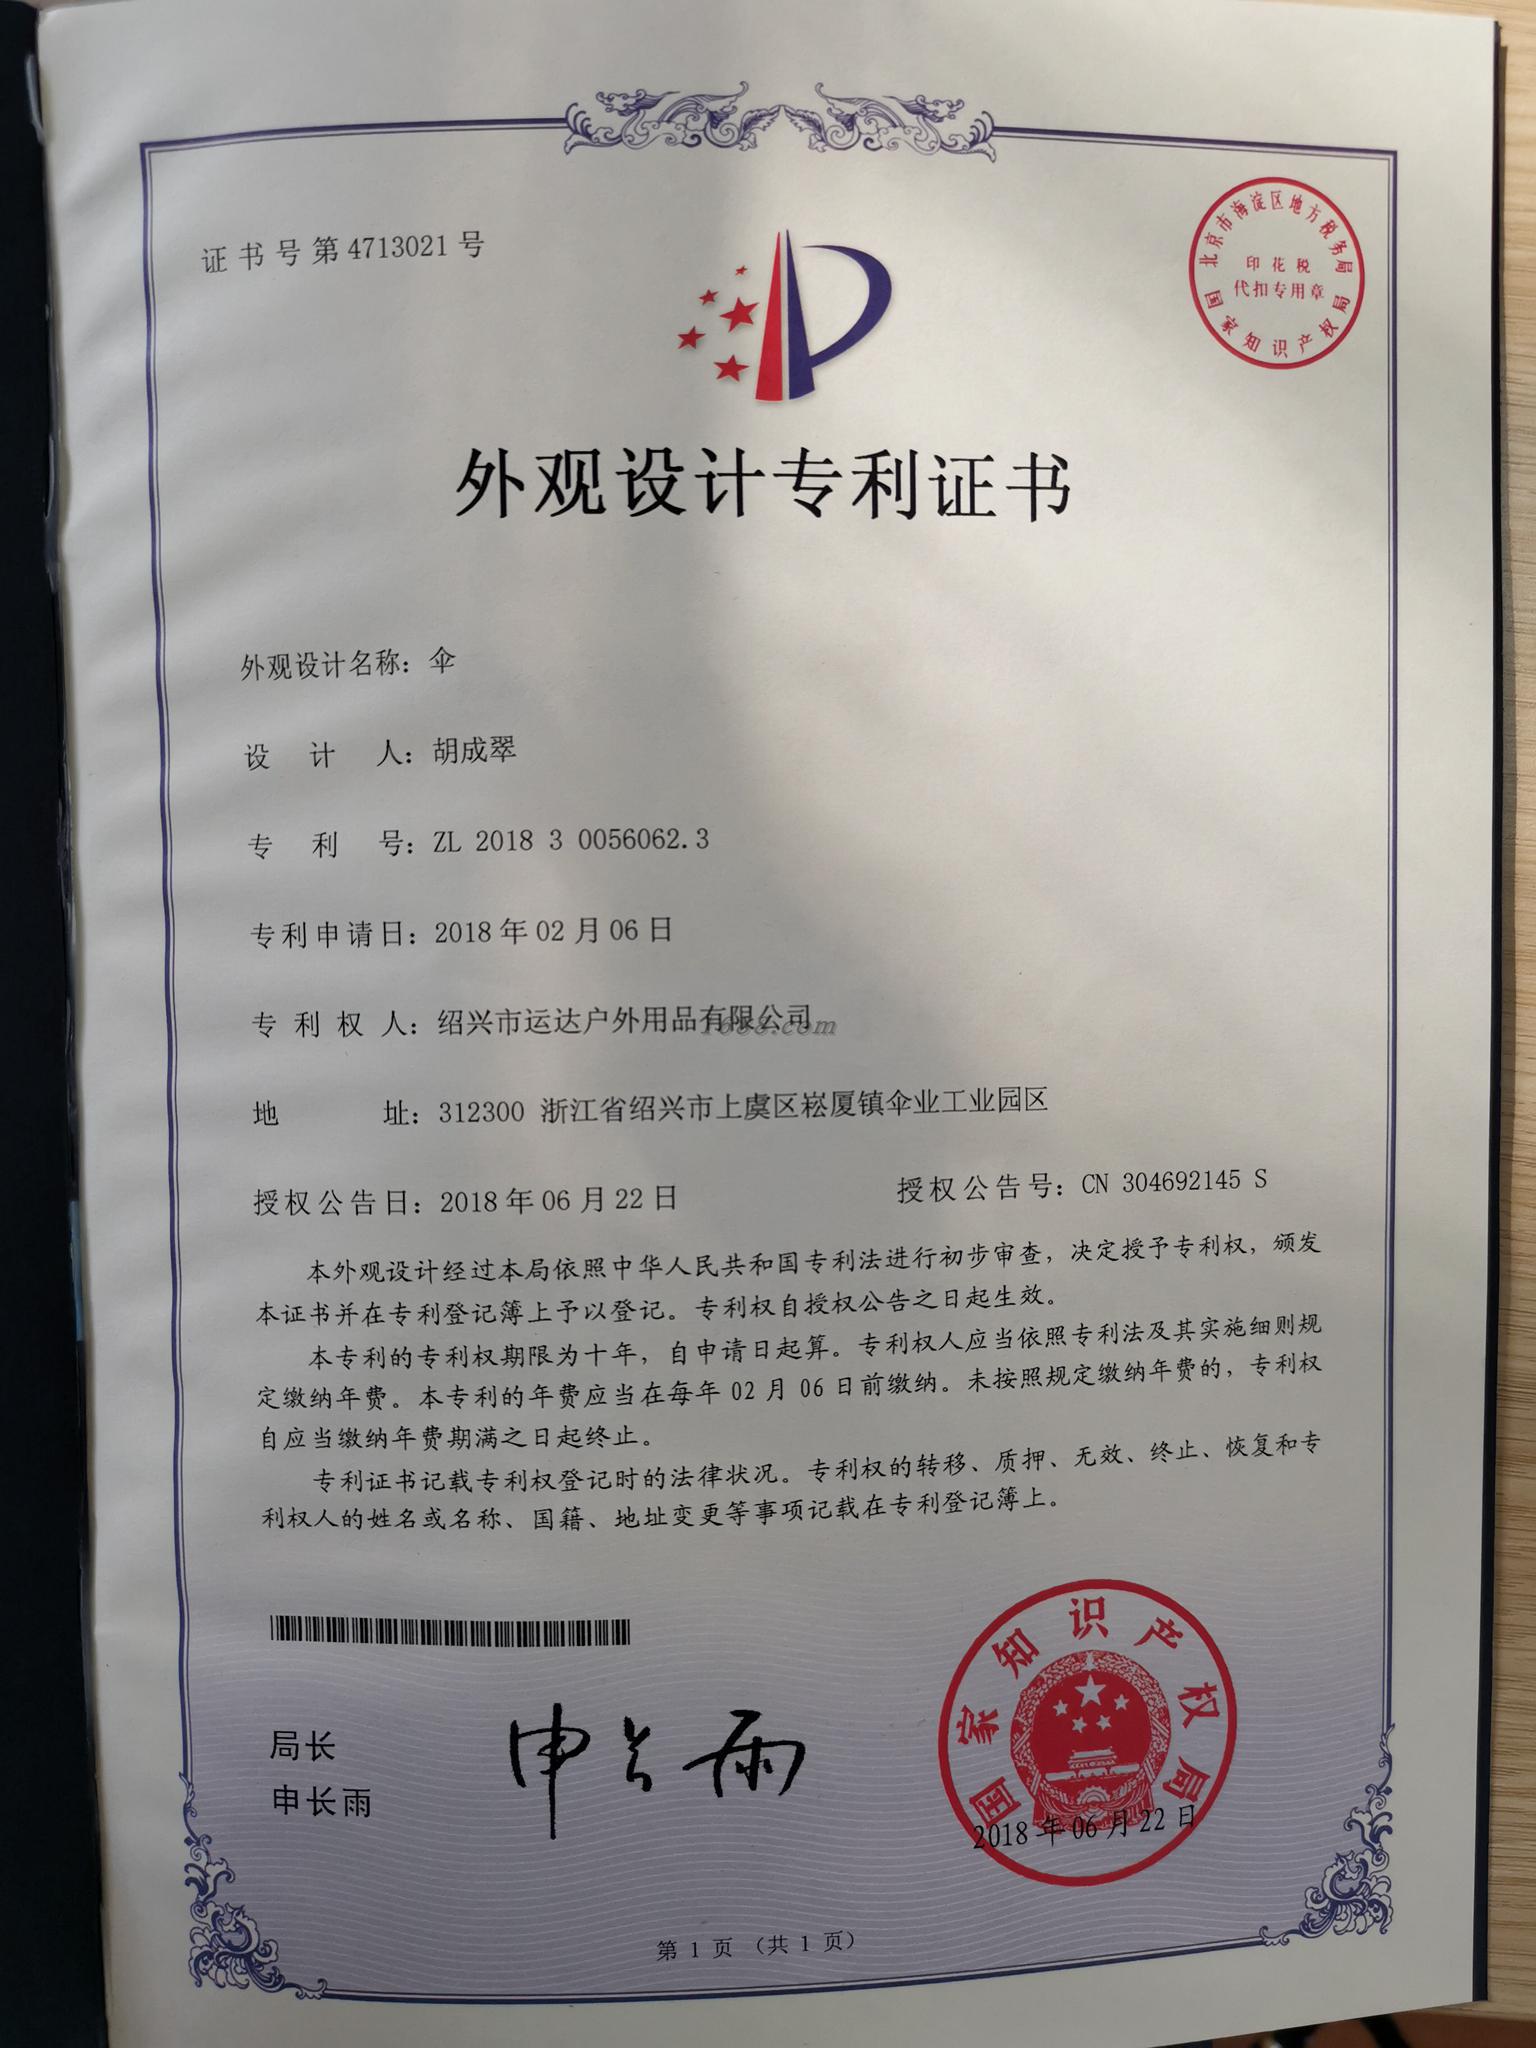 证书号第4713021号
北京市海淀区地方税务局
印花税
代扣专用章
国家知识产权局
外观设计专利证书
外观设计名称：伞
设计人：胡成翠
专利号：ZL 2018 3 0056062.3
专利申请日：2018年02月06日
专利权人：绍兴市运达户外用品有限公司
1688.com
地址：312300 浙江省绍兴市上虞区崧厦镇伞业工业园区
授权公告日：2018年06月22日 授权公告号：CN 304692145 S
本外观设计经过本局依照中华人民共和国专利法进行初步审查，决定授予专利权，颁发
本证书并在专利登记簿上予以登记。专利权自授权公告之日起生效。
本专利的专利权期限为十年，自申请日起算。专利权人应当依照专利法及其实施细则规
定缴纳年费。本专利的年费应当在每年02月06日前缴纳。未按照规定缴纳年费的，专利权
自应当缴纳年费期满之日起终止。
专利证书记载专利权登记时的法律状况。专利权的转移、质押、无效、终止、恢复和专
利权人的姓名或名称、国籍、地址变更等事项记载在专利登记簿上。
局长
申长雨
申长雨
国家知识产权局
2018年06月22日
第1页（共1页）